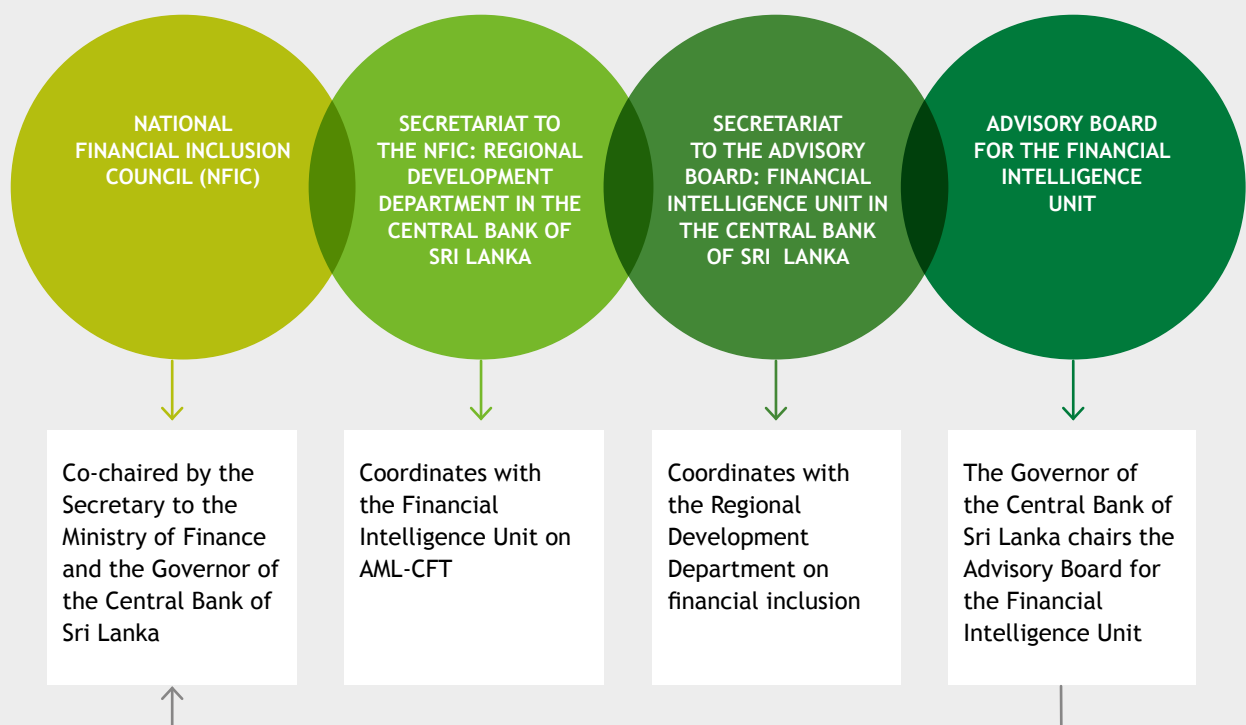 NATIONAL
FINANCIAL INCLUSION
COUNCIL (NFIC)
SECRETARIAT TO
THE NFIC: REGIONAL
DEVELOPMENT
DEPARTMENT IN THE
CENTRAL BANK OF
SRI LANKA
SECRETARIAT
TO THE ADVISORY
BOARD: FINANCIAL
INTELLIGENCE UNIT IN
THE CENTRAL BANK
OF SRI LANKA
ADVISORY BOARD
FOR THE FINANCIAL
INTELLIGENCE
UNIT
Co-chaired by the
Secretary to the
Ministry of Finance
and the Governor of
the Central Bank of
Sri Lanka
Coordinates with
the Financial
Intelligence Unit on
AML-CFT
Coordinates with
the Regional
Development
Department on
financial inclusion
The Governor of
the Central Bank of
Sri Lanka chairs the
Advisory Board for
the Financial
Intelligence Unit